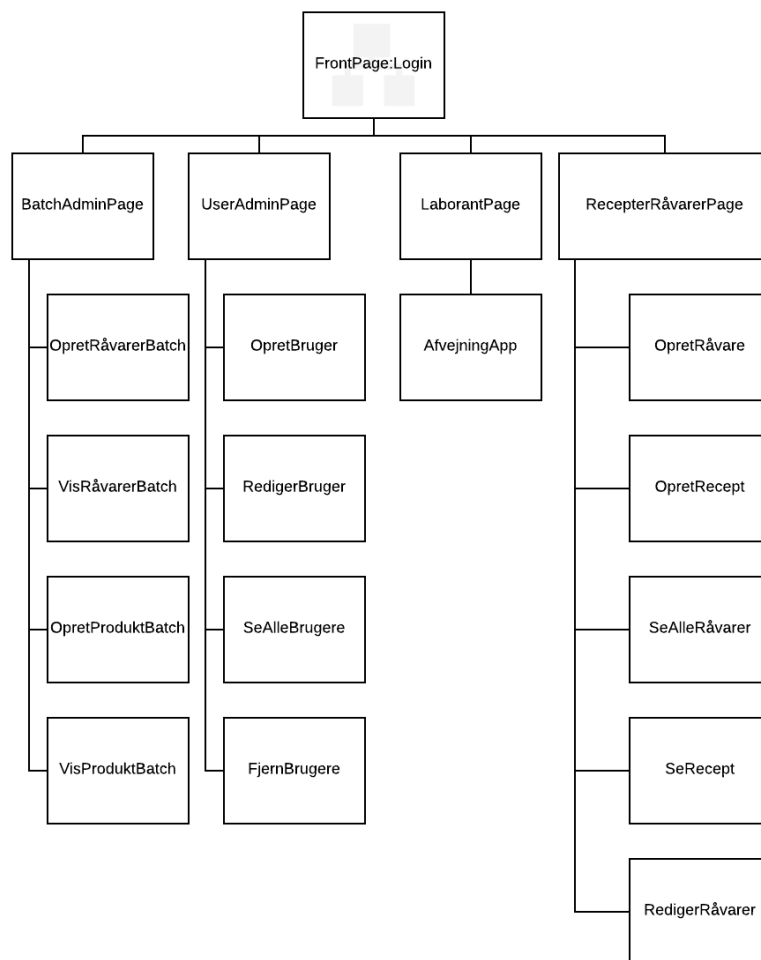 FrontPage:Login
BatchAdminPage
UserAdminPage
LaborantPage
RecepterRåvarerPage
OpretRåvarerBatch
OpretBruger
AfvejningApp
OpretRåvare
VisRåvarerBatch
RedigerBruger
OpretRecept
OpretProduktBatch
SeAlleBrugere
SeAlleRåvarer
VisProduktBatch
FjernBrugere
SeRecept
RedigerRåvarer